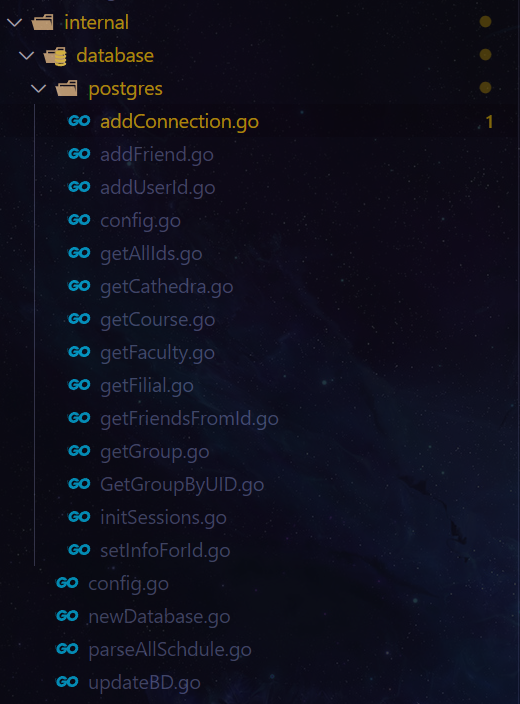 internal
database
postgres
GO addConnection.go 1
GO addFriend.go
GO addUserId.go
GO config.go
GO getAllIds.go
GO getCathedra.go
GO getCourse.go
GO getFaculty.go
GO getFilial.go
GO getFriendsFromId.go
GO getGroup.go
GO GetGroupByUID.go
GO initSessions.go
GO setInfoForId.go
GO config.go
GO newDatabase.go
GO parseAllSchdule.go
GO updateBD.go